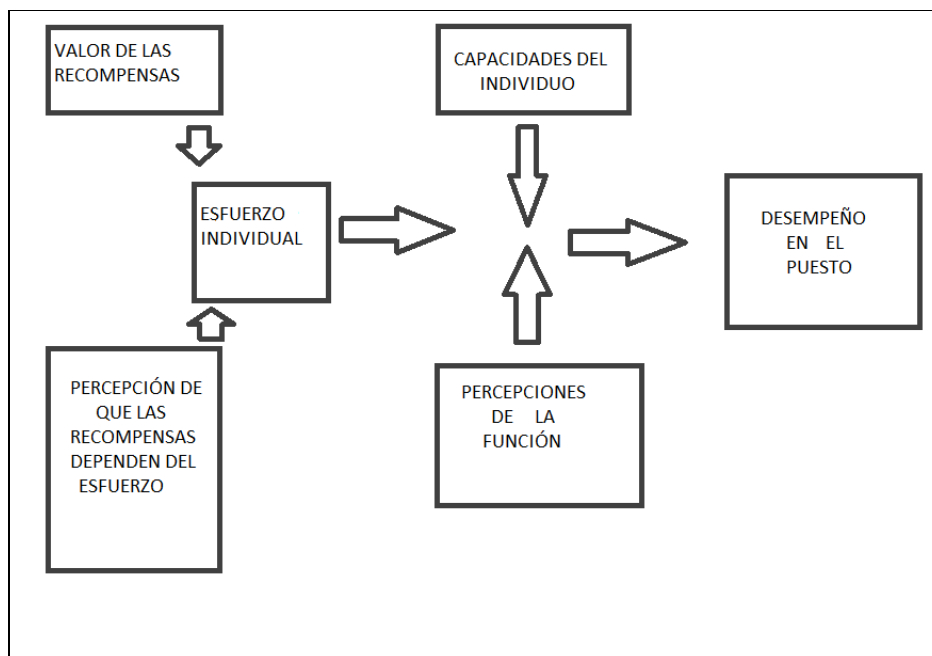 VALOR DE LAS
RECOMPENSAS
CAPACIDADES DEL
INDIVIDUO
ESFUERZO
INDIVIDUAL
DESEMPEÑO
EN EL
PUESTO
PERCEPCIÓN DE
QUE LAS
RECOMPENSAS
DEPENDEN DEL
ESFUERZO
PERCEPCIONES
DE LA
FUNCIÓN